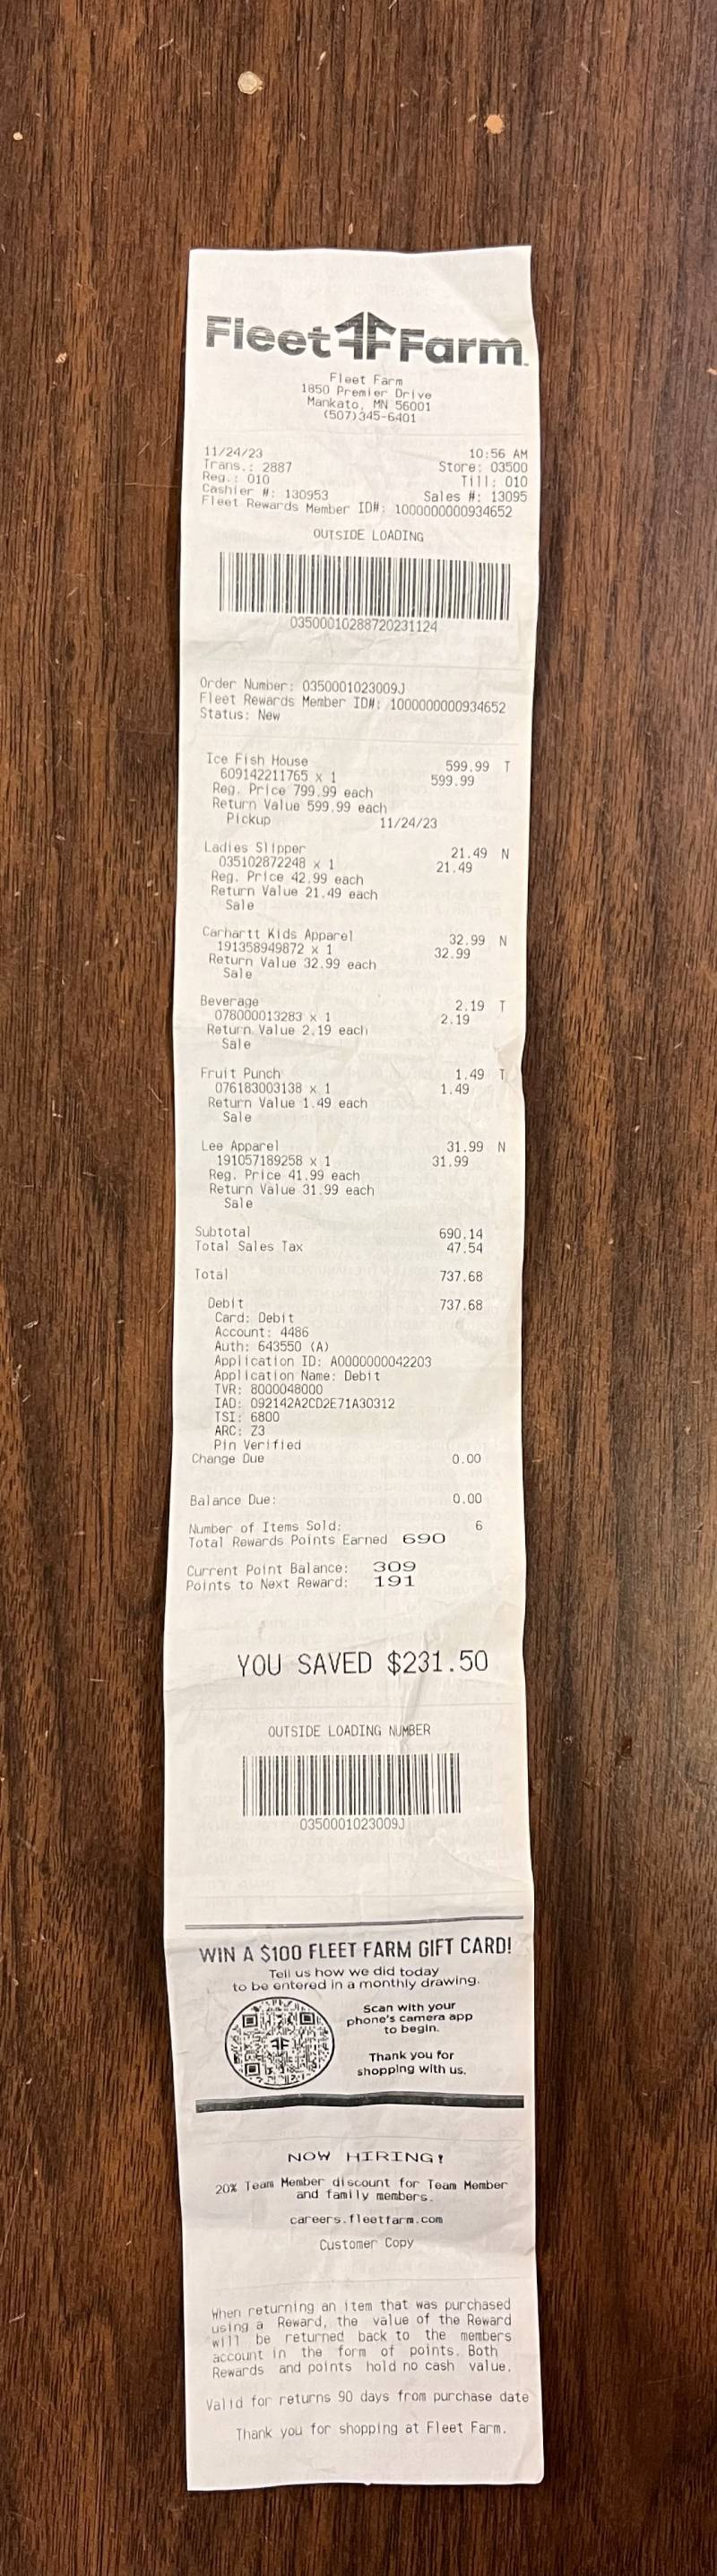 Fleet Farm
Fleet Farm
1850 Premier Drive
Mankato, MN 56001
(507)345-6401
11/24/23 10:56 AM
Trans.: 2887 Store: 03500
Reg.: 010 Till: 010
Cashier #: 130953 Sales #: 13095
Fleet Rewards Member ID#: 1000000000934652
OUTSIDE LOADING
03500010288720231124
Order Number: 0350001023009J
Fleet Rewards Member ID#: 1000000000934652
Status: New
Ice Fish House 599.99 T
609142211765 x 1 599.99
Reg. Price 799.99 each
Return Value 599.99 each
Pickup 11/24/23
Ladies Slipper 21.49 N
035102872248 x 1 21.49
Reg. Price 42.99 each
Return Value 21.49 each
Sale
Carhartt Kids Apparel 32.99 N
191358949872 x 1 32.99
Return Value 32.99 each
Sale
Beverage 2.19 T
078000013283 x 1 2.19
Return Value 2.19 each
Sale
Fruit Punch 1.49 T
076183003138 x 1 1.49
Return Value 1.49 each
Sale
Lee Apparel 31.99 N
191057189258 x 1 31.99
Reg. Price 41.99 each
Return Value 31.99 each
Sale
Subtotal 690.14
Total Sales Tax 47.54
Total 737.68
Debit 737.68
Card: Debit
Account: 4486
Auth: 643550 (A)
Application ID: A0000000042203
Application Name: Debit
TVR: 8000048000
IAD: 092142A2CD2E71A30312
TSI: 6800
ARC: Z3
Pin Verified
Change Due 0.00
Balance Due: 0.00
Number of Items Sold: 6
Total Rewards Points Earned 690
Current Point Balance: 309
Points to Next Reward: 191
YOU SAVED $231.50
OUTSIDE LOADING NUMBER
0350001023009J
WIN A $100 FLEET FARM GIFT CARD!
Tell us how we did today
to be entered in a monthly drawing.
Scan with your
phone's camera app
to begin.
Thank you for
shopping with us.
NOW HIRING!
20% Team Member discount for Team Member
and family members.
careers.fleetfarm.com
Customer Copy
When returning an item that was purchased
using a Reward, the value of the Reward
will be returned back to the members
account in the form of points. Both
Rewards and points hold no cash value.
Valid for returns 90 days from purchase date
Thank you for shopping at Fleet Farm.